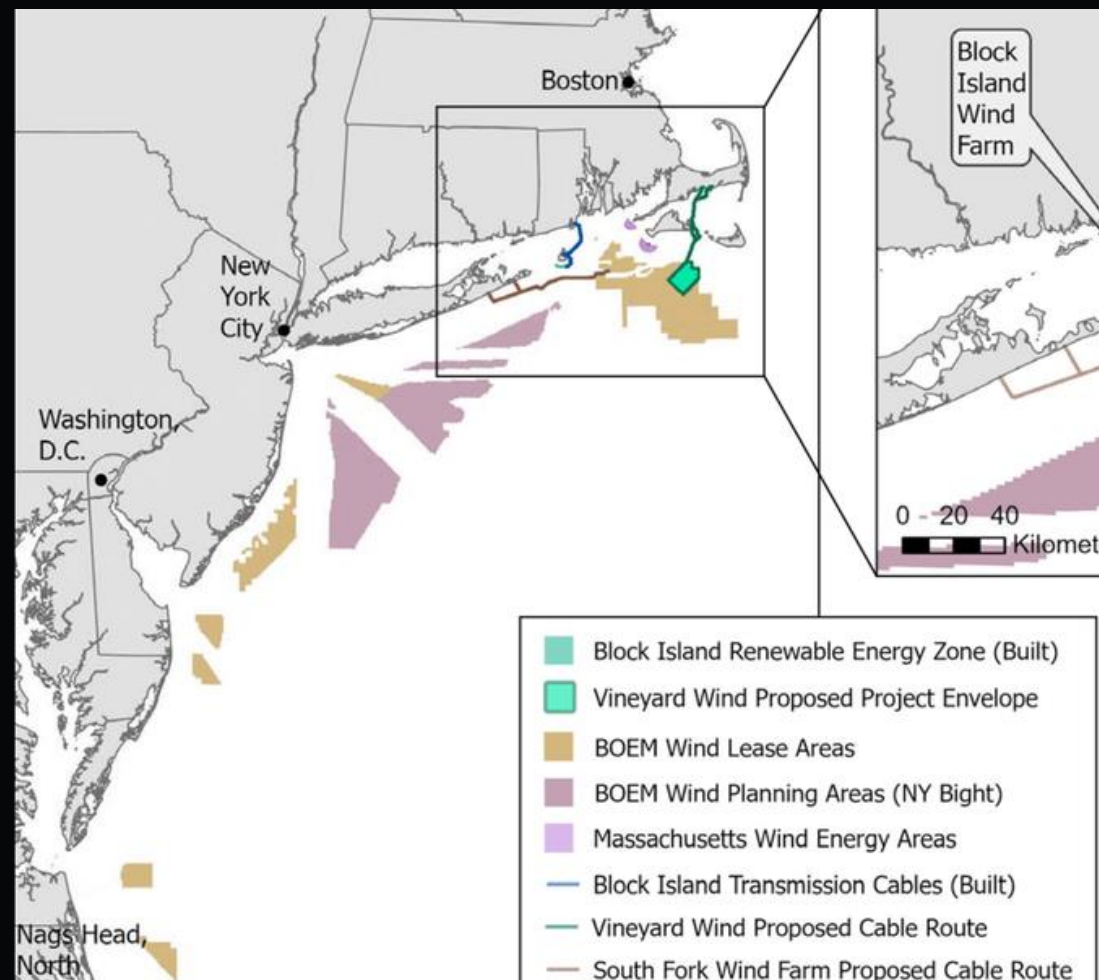 Boston
Block
Island
Wind
Farm
New
York
City
Washington,
D.C.
0 - 20 40
Kilomet
Block Island Renewable Energy Zone (Built)
Vineyard Wind Proposed Project Envelope
BOEM Wind Lease Areas
BOEM Wind Planning Areas (NY Bight)
Massachusetts Wind Energy Areas
Block Island Transmission Cables (Built)
Vineyard Wind Proposed Cable Route
South Fork Wind Farm Proposed Cable Route
Nags Head,
North